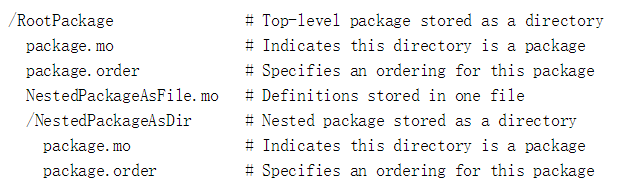 /RootPackage # Top-level package stored as a directory
package.mo # Indicates this directory is a package
package.order # Specifies an ordering for this package
NestedPackageAsFile.mo # Definitions stored in one file
/NestedPackageAsDir # Nested package stored as a directory
package.mo # Indicates this directory is a package
package.order # Specifies an ordering for this package